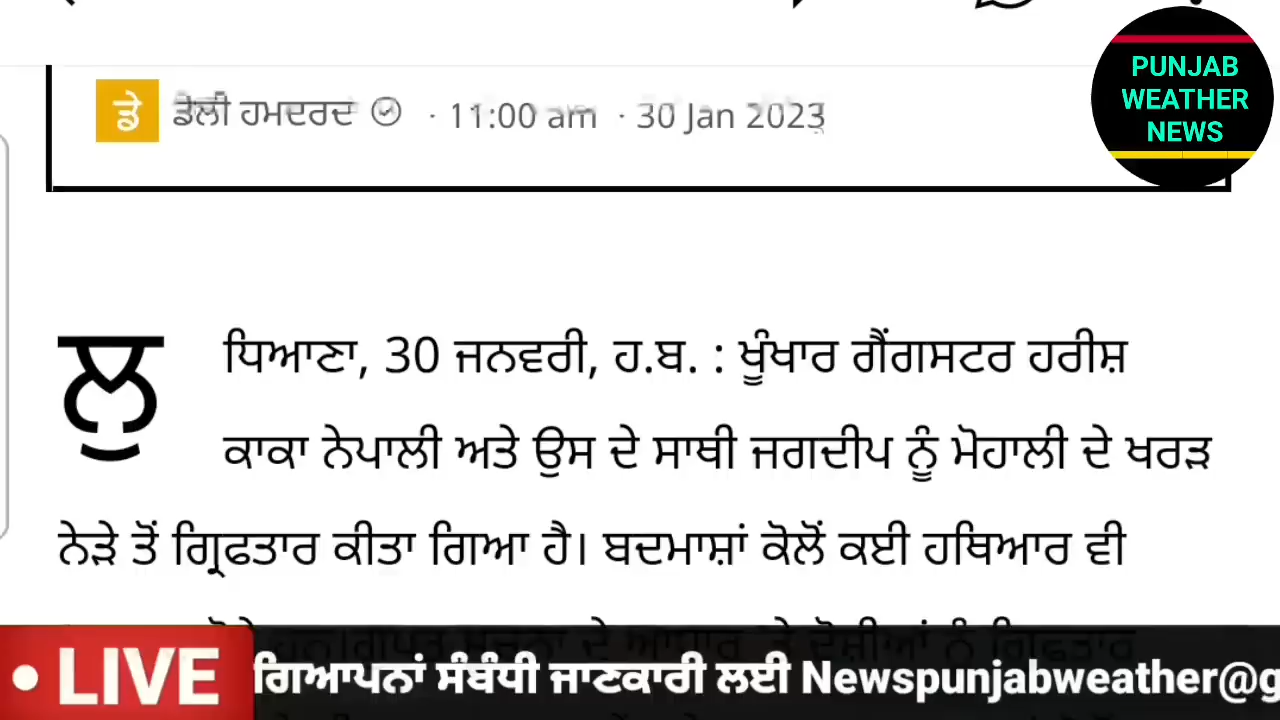 ਡੇ ਡੇਲੀ ਹਮਦਰਦ · 11:00 am · 30 Jan 2023
PUNJAB
WEATHER
NEWS
ਲੁਧਿਆਣਾ, 30 ਜਨਵਰੀ, ਹ.ਬ. : ਖੂੰਖਾਰ ਗੈਂਗਸਟਰ ਹਰੀਸ਼
ਕਾਕਾ ਨੇਪਾਲੀ ਅਤੇ ਉਸ ਦੇ ਸਾਥੀ ਜਗਦੀਪ ਨੂੰ ਮੋਹਾਲੀ ਦੇ ਖਰੜ
ਨੇੜੇ ਤੋਂ ਗ੍ਰਿਫਤਾਰ ਕੀਤਾ ਗਿਆ ਹੈ। ਬਦਮਾਸ਼ਾਂ ਕੋਲੋਂ ਕਈ ਹਥਿਆਰ ਵੀ
• LIVE ਗਿਆਪਨਾਂ ਸੰਬੰਧੀ ਜਾਣਕਾਰੀ ਲਈ Newspunjabweather@g